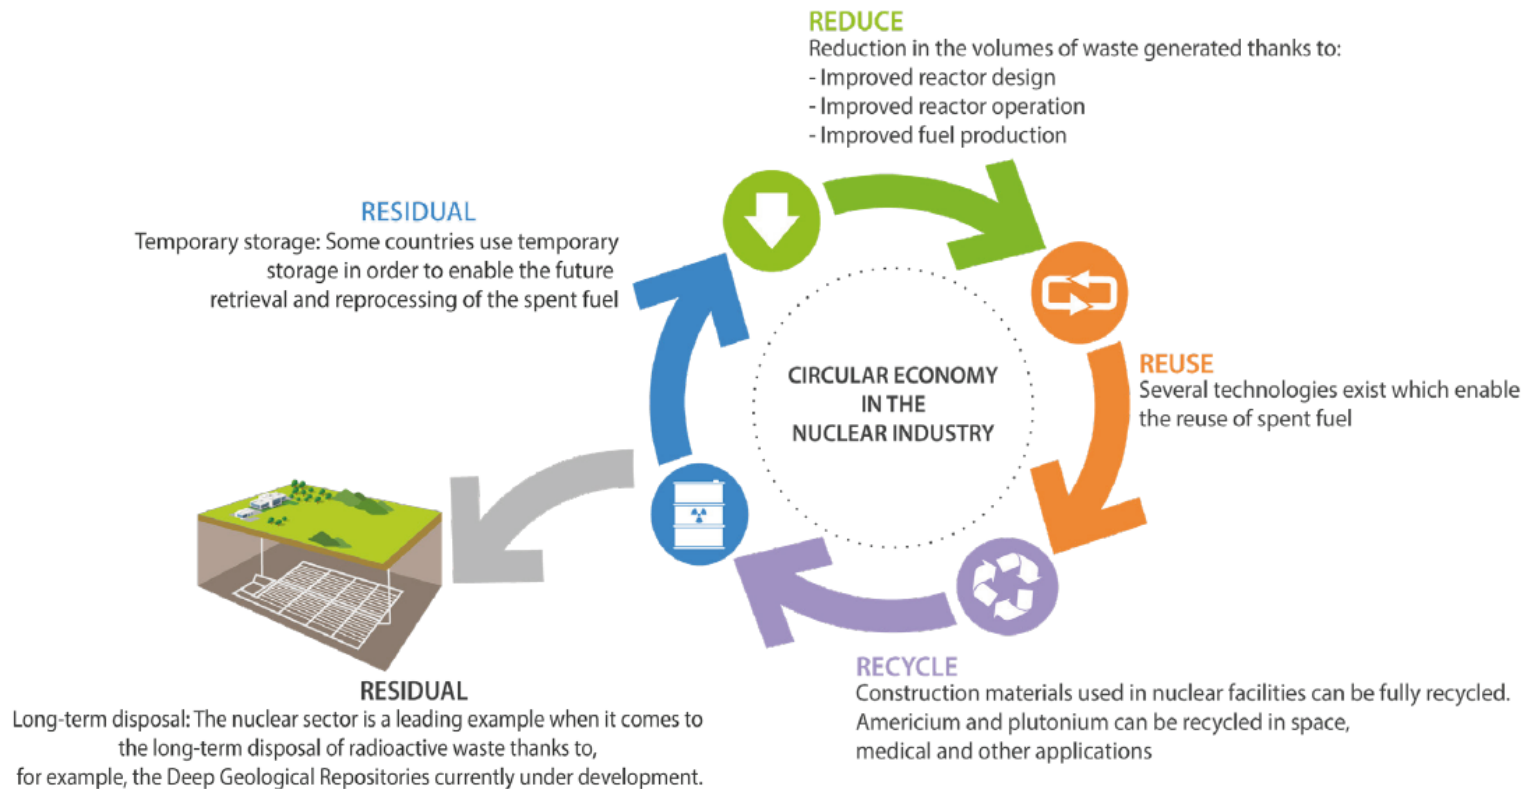 REDUCE
Reduction in the volumes of waste generated thanks to:
- Improved reactor design
- Improved reactor operation
- Improved fuel production
RESIDUAL
Temporary storage: Some countries use temporary
storage in order to enable the future
retrieval and reprocessing of the spent fuel
CIRCULAR ECONOMY
IN THE
NUCLEAR INDUSTRY
REUSE
Several technologies exist which enable
the reuse of spent fuel
RECYCLE
Construction materials used in nuclear facilities can be fully recycled.
Americium and plutonium can be recycled in space,
medical and other applications
RESIDUAL
Long-term disposal: The nuclear sector is a leading example when it comes to
the long-term disposal of radioactive waste thanks to,
for example, the Deep Geological Repositories currently under development.